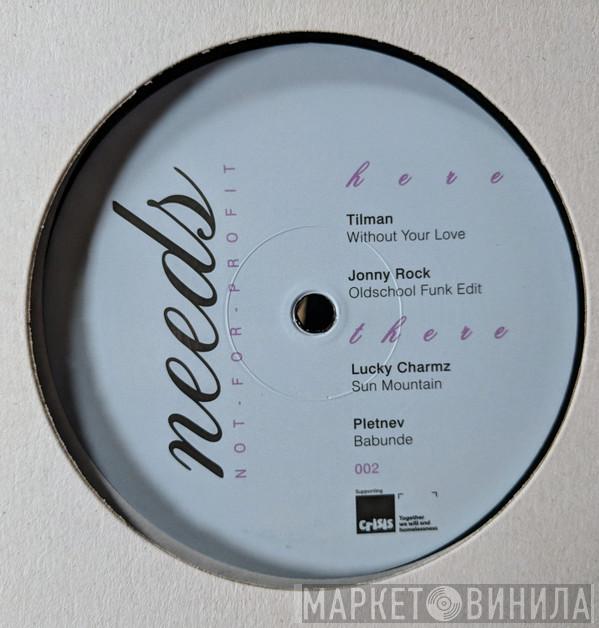 needs
NOT-FOR-PROFIT
here
Tilman
Without Your Love
Jonny Rock
Oldschool Funk Edit
there
Lucky Charmz
Sun Mountain
Pletnev
Babunde
002
Supporting
CRISIS
Together
we will end
homelessness
МАРКЕТ ВИНИЛА